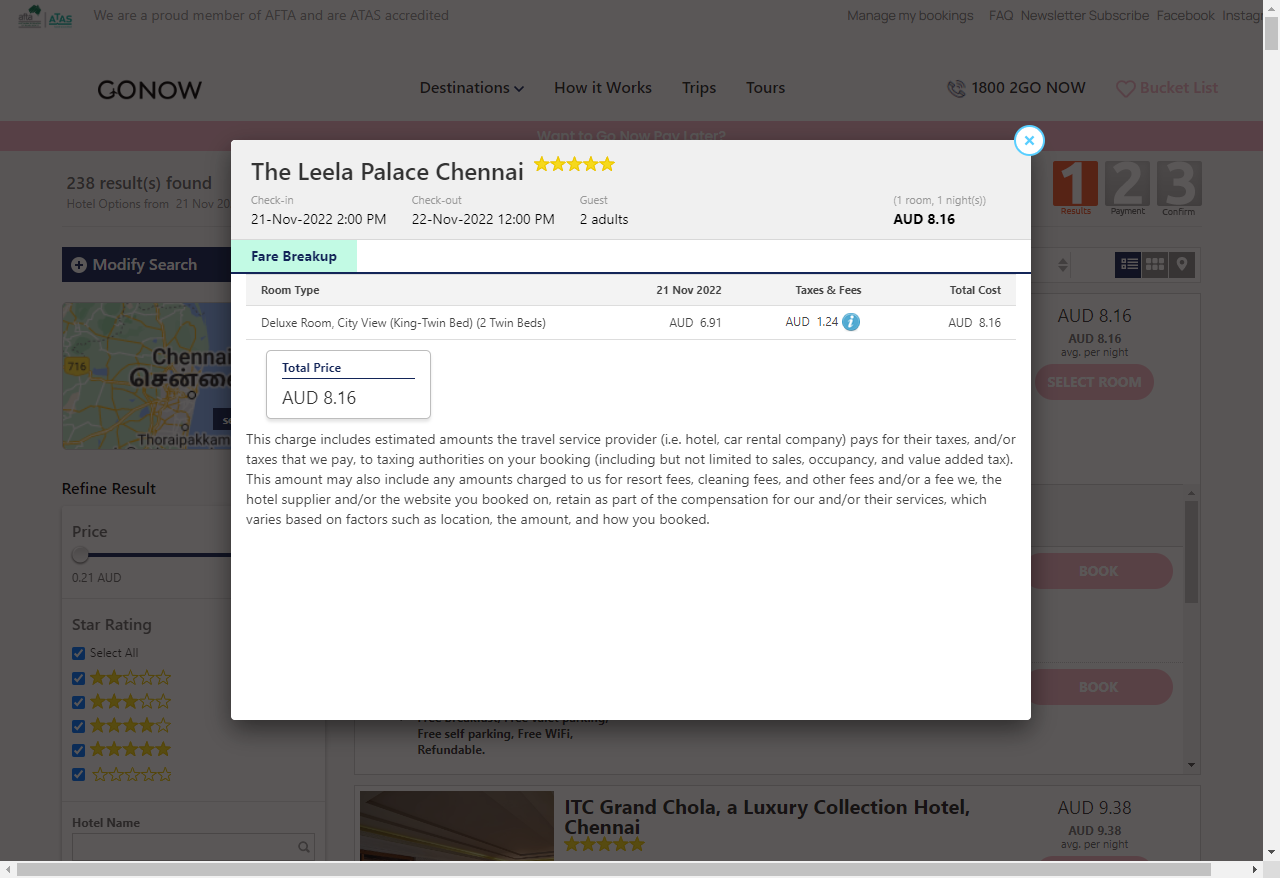 We are a proud member of AFTA and are ATAS accredited
Manage my bookings FAQ Newsletter Subscribe Facebook
ATAS
GONOW
Destinations How it Works Trips Tours
1800 2GO NOW
Bucket List
Want to Go Now Pay Later?
238 result(s) found
Hotel Options from 21 Nov 20
1 2 3
Results Payment Confirm
Modify Search
The Leela Palace Chennai
Check-in Check-out Guest (1 room, 1 night(s))
21-Nov-2022 2:00 PM 22-Nov-2022 12:00 PM 2 adults AUD 8.16
Fare Breakup
Room Type 21 Nov 2022 Taxes & Fees Total Cost
Deluxe Room, City View (King-Twin Bed) (2 Twin Beds) AUD 6.91 AUD 1.24 i AUD 8.16
Total Price
AUD 8.16
This charge includes estimated amounts the travel service provider (i.e. hotel, car rental company) pays for their taxes, and/or
taxes that we pay, to taxing authorities on your booking (including but not limited to sales, occupancy, and value added tax).
This amount may also include any amounts charged to us for resort fees, cleaning fees, and other fees and/or a fee we, the
hotel supplier and/or the website you booked on, retain as part of the compensation for our and/or their services, which
varies based on factors such as location, the amount, and how you booked.
Chennai
716
Thoraipakkam
Refine Result
Price
0.21 AUD
Star Rating
Select All
Hotel Name
AUD 8.16
AUD 8.16
avg. per night
SELECT ROOM
BOOK
BOOK
Free breakfast, Free valet parking,
Free self parking, Free WiFi,
Refundable.
ITC Grand Chola, a Luxury Collection Hotel,
Chennai
AUD 9.38
AUD 9.38
avg. per night